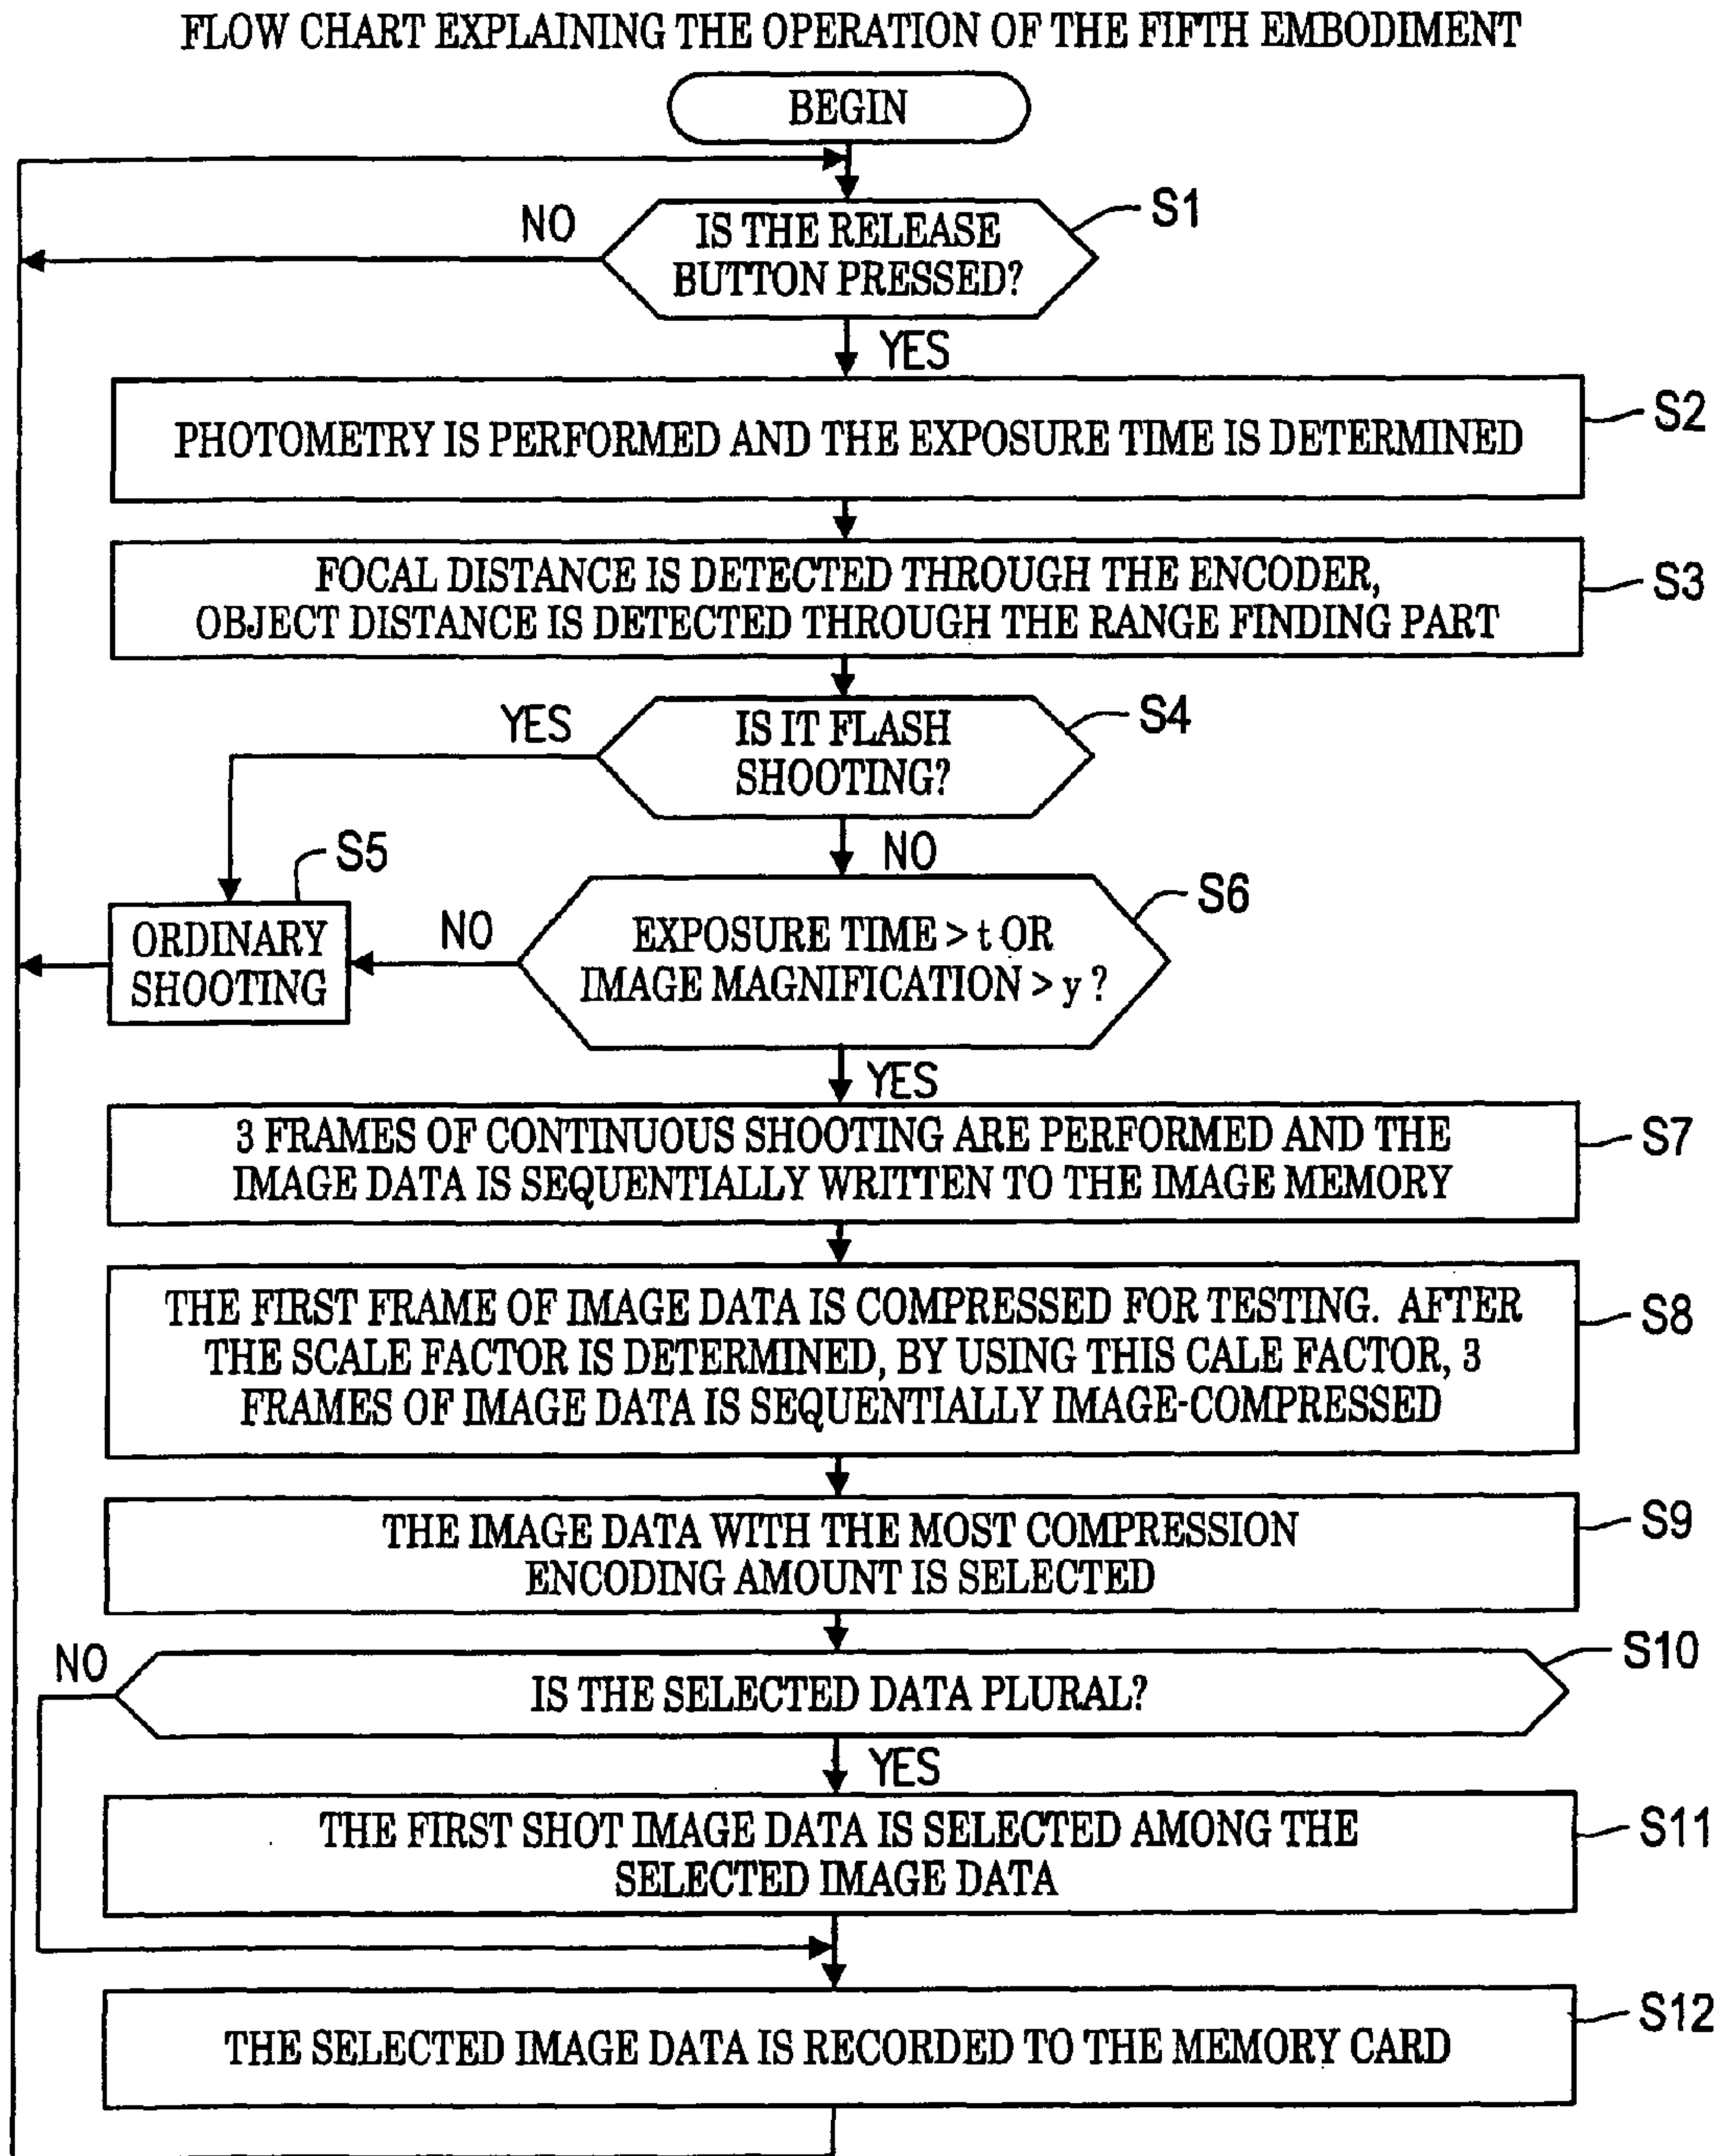 FLOW CHART EXPLAINING THE OPERATION OF THE FIFTH EMBODIMENT
BEGIN
NO
IS THE RELEASE
BUTTON PRESSED?
S1
YES
PHOTOMETRY IS PERFORMED AND THE EXPOSURE TIME IS DETERMINED
S2
FOCAL DISTANCE IS DETECTED THROUGH THE ENCODER,
OBJECT DISTANCE IS DETECTED THROUGH THE RANGE FINDING PART
S3
YES
IS IT FLASH
SHOOTING?
S4
NO
S5
ORDINARY
SHOOTING
NO
EXPOSURE TIME > t OR
IMAGE MAGNIFICATION > y ?
S6
YES
3 FRAMES OF CONTINUOUS SHOOTING ARE PERFORMED AND THE
IMAGE DATA IS SEQUENTIALLY WRITTEN TO THE IMAGE MEMORY
S7
THE FIRST FRAME OF IMAGE DATA IS COMPRESSED FOR TESTING. AFTER
THE SCALE FACTOR IS DETERMINED, BY USING THIS CALE FACTOR, 3
FRAMES OF IMAGE DATA IS SEQUENTIALLY IMAGE-COMPRESSED
S8
THE IMAGE DATA WITH THE MOST COMPRESSION
ENCODING AMOUNT IS SELECTED
S9
NO
IS THE SELECTED DATA PLURAL?
S10
YES
THE FIRST SHOT IMAGE DATA IS SELECTED AMONG THE
SELECTED IMAGE DATA
S11
THE SELECTED IMAGE DATA IS RECORDED TO THE MEMORY CARD
S12